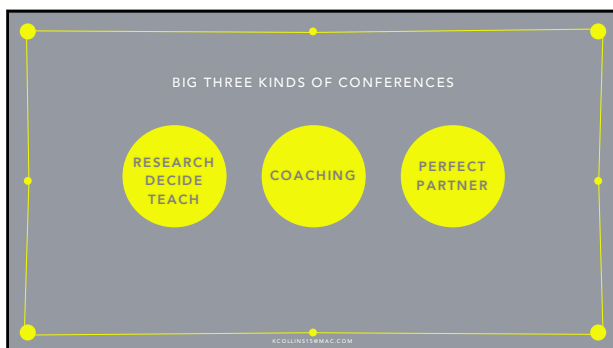 BIG THREE KINDS OF CONFERENCES
RESEARCH
DECIDE
TEACH
COACHING
PERFECT
PARTNER
KCOLLINS15@MAC.COM